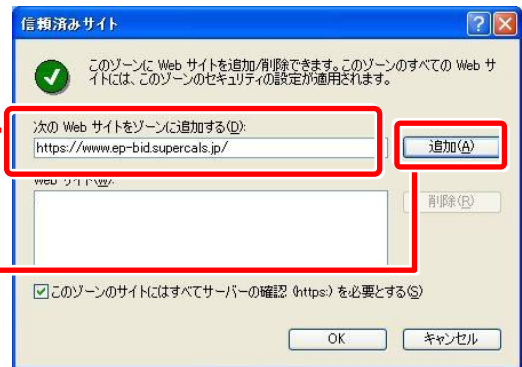 信頼済みサイト
このゾーンに Web サイトを追加/削除できます。このゾーンのすべての Web サ
イトには、このゾーンのセキュリティの設定が適用されます。
次の Web サイトをゾーンに追加する(D):
https://www.ep-bid.supercals.jp/
追加(A)
Web サイト(W):
削除(R)
このゾーンのサイトにはすべてサーバーの確認 (https:) を必要とする(S)
OK
キャンセル